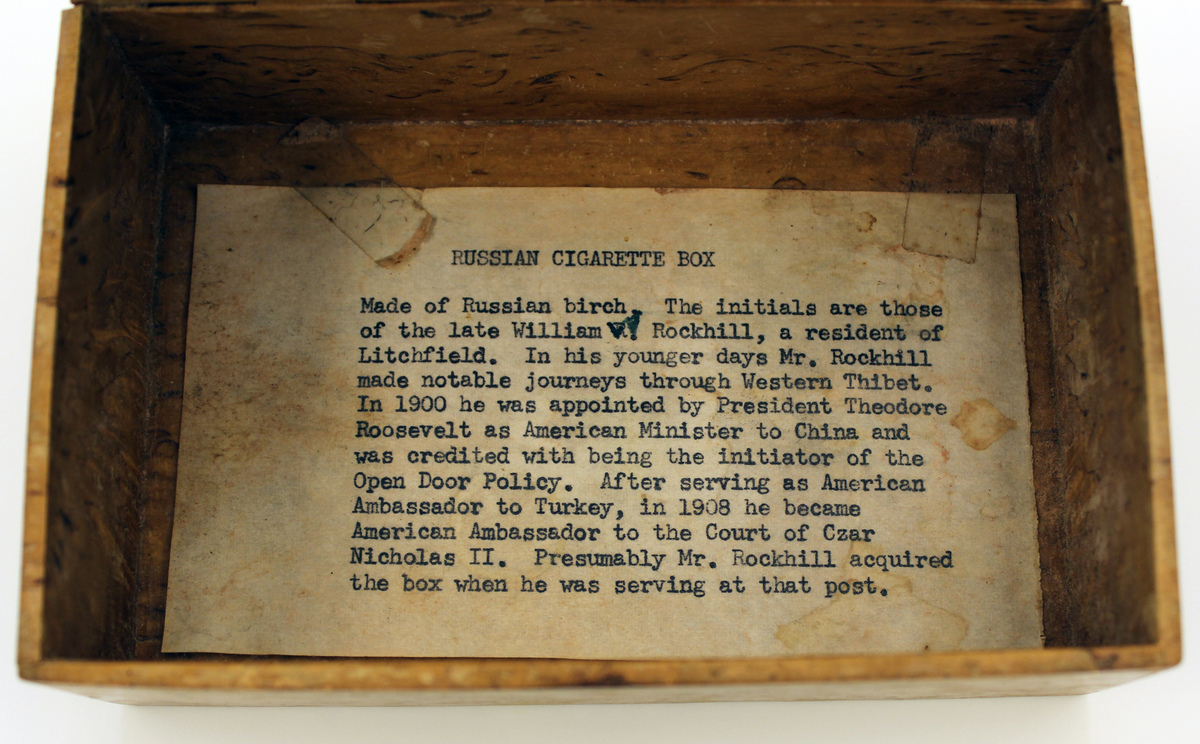 RUSSIAN CIGARETTE BOX
Made of Russian birch. The initials are those
of the late William W. Rockhill, a resident of
Litchfield. In his younger days Mr. Rockhill
made notable journeys through Western Thibet.
In 1900 he was appointed by President Theodore
Roosevelt as American Minister to China and
was credited with being the initiator of the
Open Door Policy. After serving as American
Ambassador to Turkey, in 1908 he became
American Ambassador to the Court of Czar
Nicholas II. Presumably Mr. Rockhill acquired
the box when he was serving at that post.